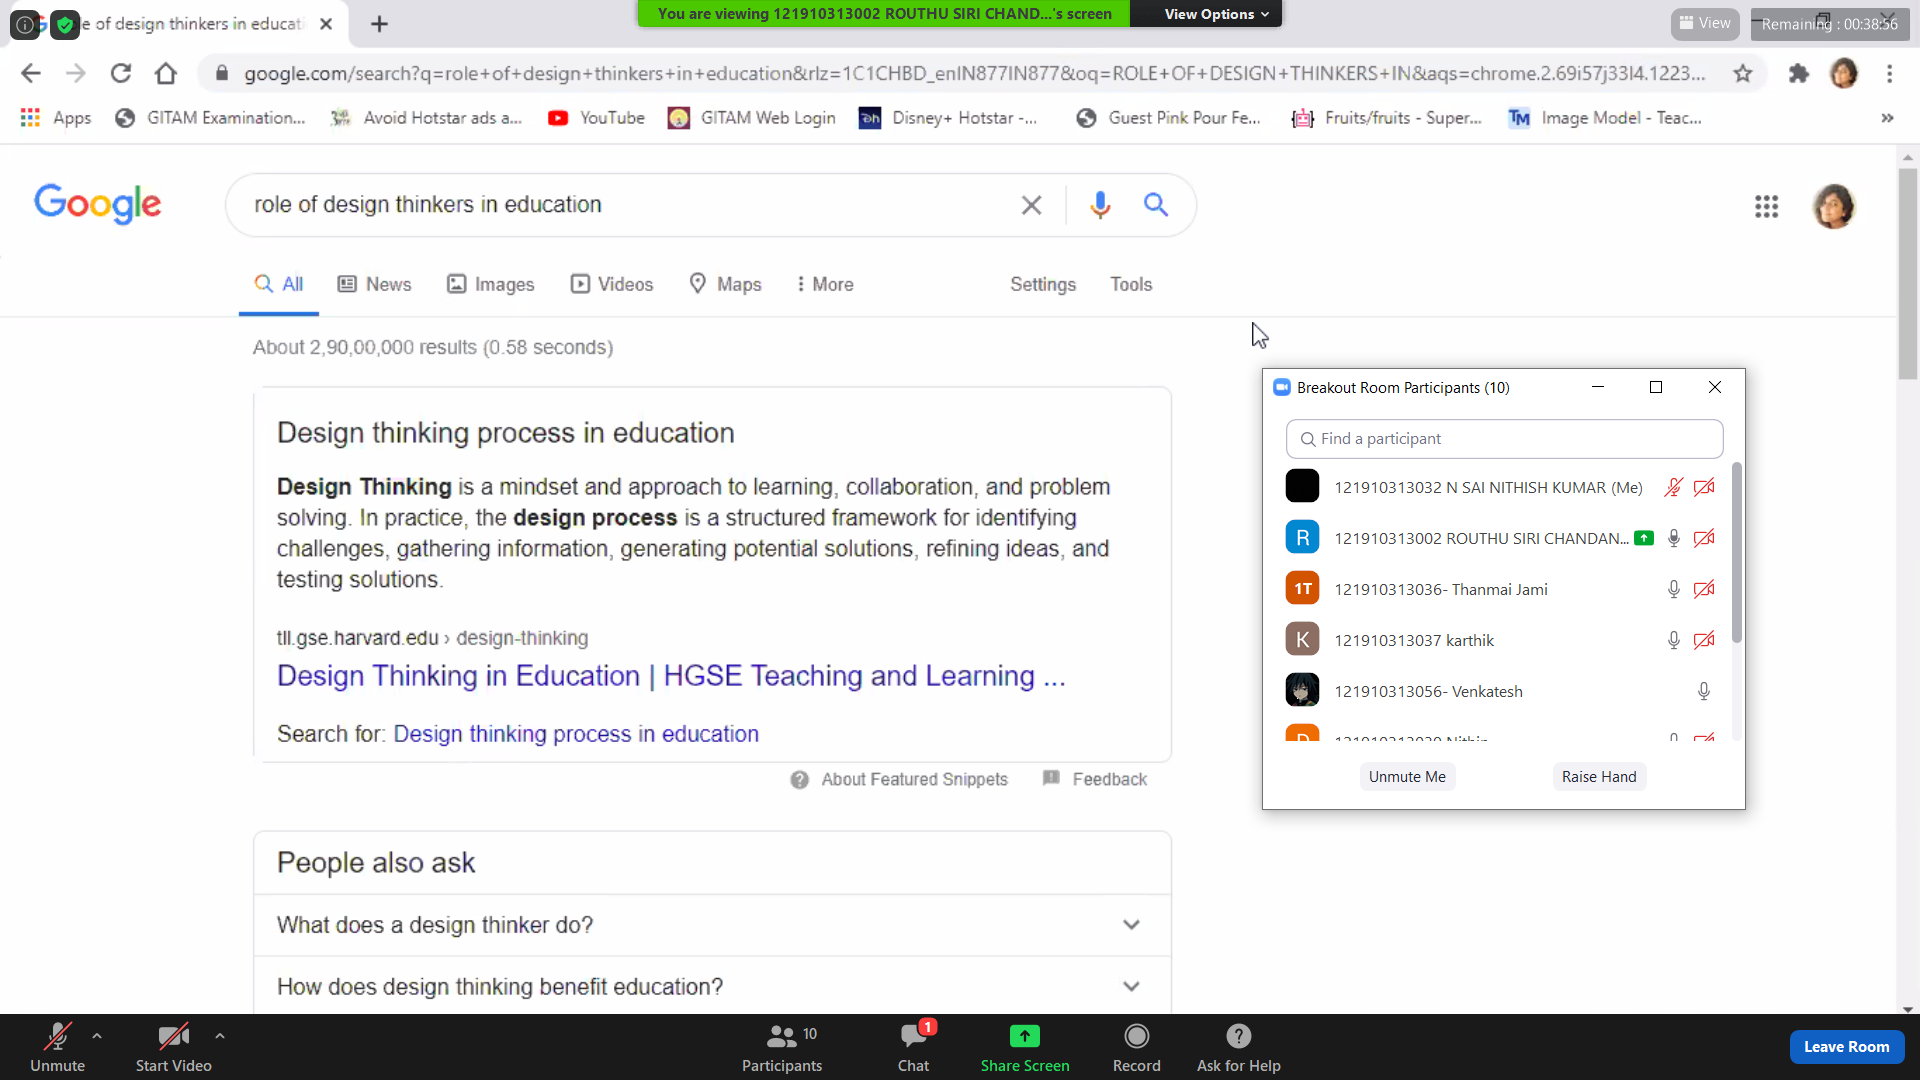 le of design thinkers in educati
You are viewing 121910313002 ROUTHU SIRI CHAND...'s screen
View Options
View
Remaining : 00:38:56
google.com/search?q=role+of+design+thinkers+in+education&rlz=1C1CHBD_enIN877IN877&oq=ROLE+OF+DESIGN+THINKERS+IN&aqs=chrome.2.69i57j33l4.1223...
Apps
GITAM Examination...
Avoid Hotstar ads a...
YouTube
GITAM Web Login
Disney+ Hotstar -...
Guest Pink Pour Fe...
Fruits/fruits - Super...
TM
Image Model - Teac...
»
Google
role of design thinkers in education
All
News
Images
Videos
Maps
More
Settings
Tools
About 2,90,00,000 results (0.58 seconds)
Design thinking process in education
Design Thinking is a mindset and approach to learning, collaboration, and problem
solving. In practice, the design process is a structured framework for identifying
challenges, gathering information, generating potential solutions, refining ideas, and
testing solutions.
tll.gse.harvard.edu › design-thinking
Design Thinking in Education | HGSE Teaching and Learning ...
Search for: Design thinking process in education
About Featured Snippets
Feedback
People also ask
What does a design thinker do?
How does design thinking benefit education?
Breakout Room Participants (10)
Find a participant
121910313032 N SAI NITHISH KUMAR (Me)
R
121910313002 ROUTHU SIRI CHANDAN...
1T
121910313036- Thanmai Jami
K
121910313037 karthik
121910313056- Venkatesh
Unmute Me
Raise Hand
Unmute
Start Video
10
Participants
1
Chat
Share Screen
Record
Ask for Help
Leave Room